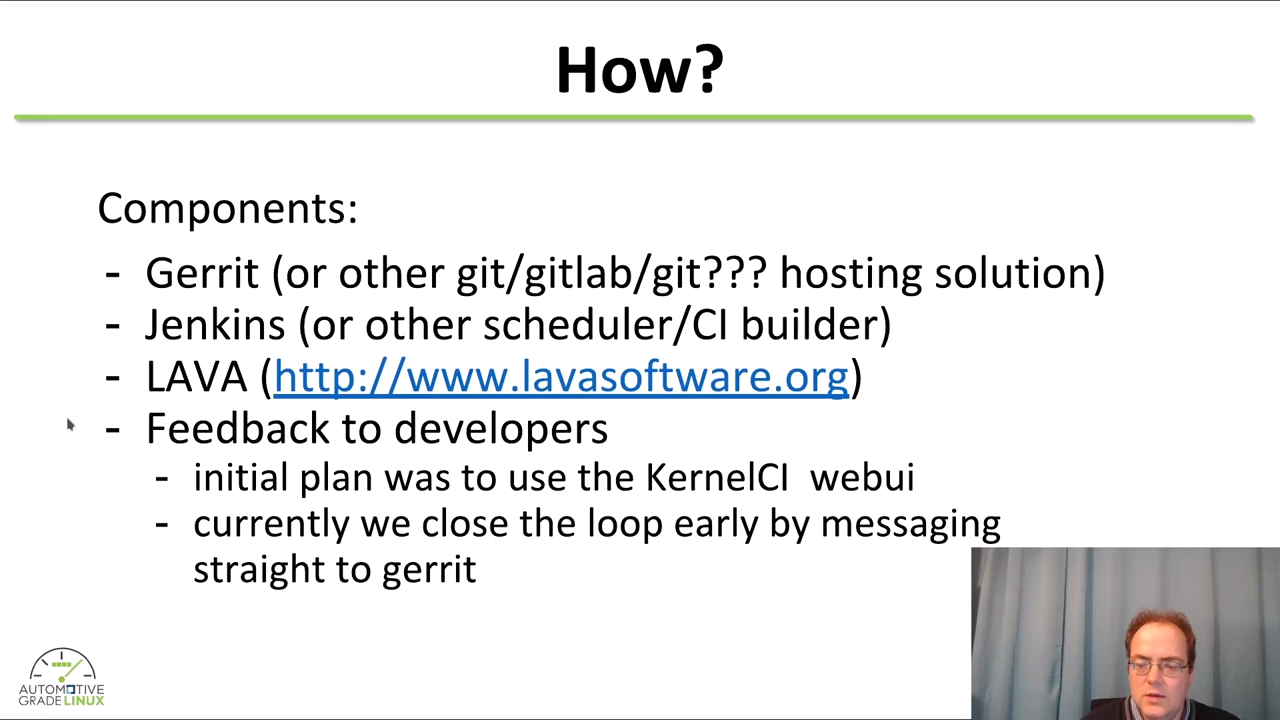 How?
Components:
- Gerrit (or other git/gitlab/git??? hosting solution)
- Jenkins (or other scheduler/CI builder)
- LAVA (http://www.lavasoftware.org)
- Feedback to developers
- initial plan was to use the KernelCI  webui
- currently we close the loop early by messaging
straight to gerrit
AUTOMOTIVE
GRADELINUX